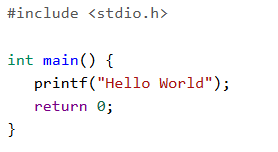 #include <stdio.h>

int main() {
   printf("Hello World");
   return 0;
}